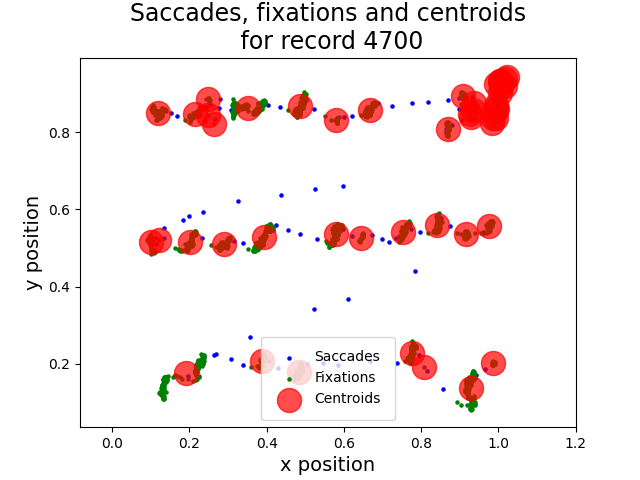 Saccades, fixations and centroids
for record 4700
y position
0.8
0.6
0.4
0.2
Saccades
Fixations
Centroids
0.0
0.2
0.4
0.6
0.8
1.0
1.2
x position